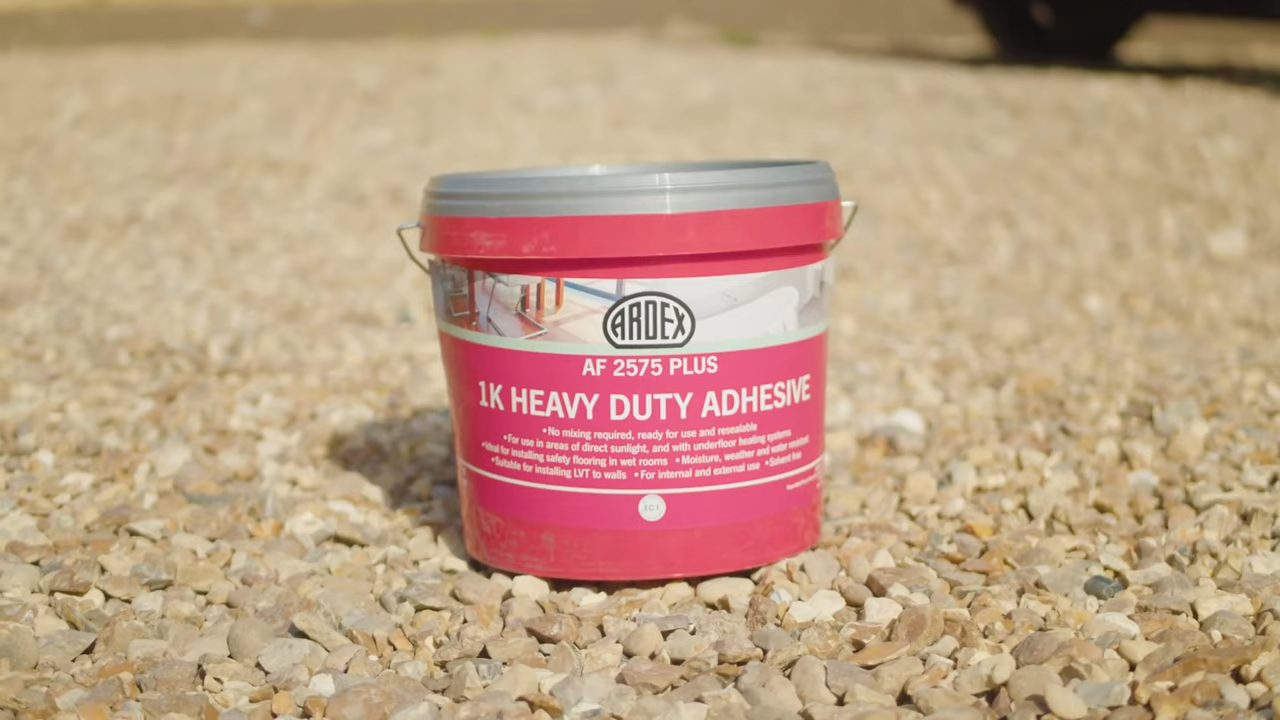 ARDEX
AF 2575 PLUS
1K HEAVY DUTY ADHESIVE
•No mixing required, ready for use and resealable
•For use in areas of direct sunlight, and with underfloor heating systems
•Ideal for installing safety flooring in wet rooms •Moisture, weather and water resistant
•Suitable for installing LVT to walls •For internal and external use •Solvent free